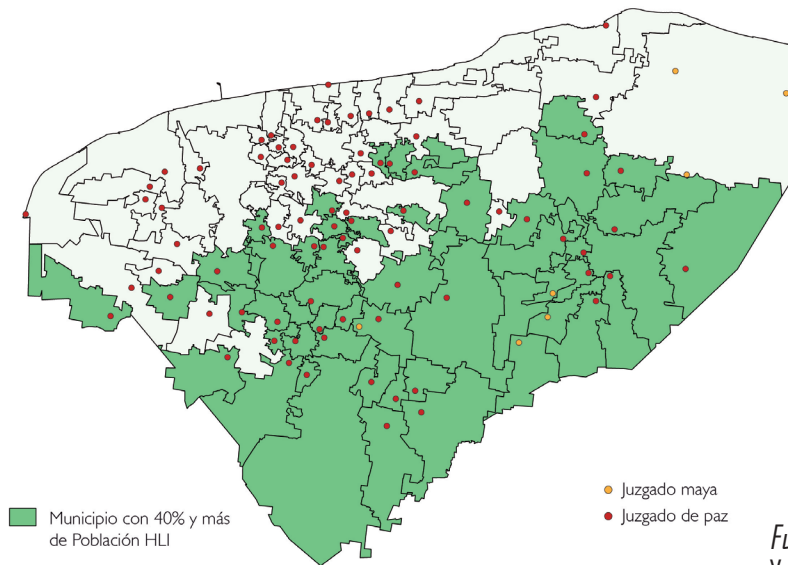 Juzgado maya
Juzgado de paz
Municipio con 40% y más
de Población HLI